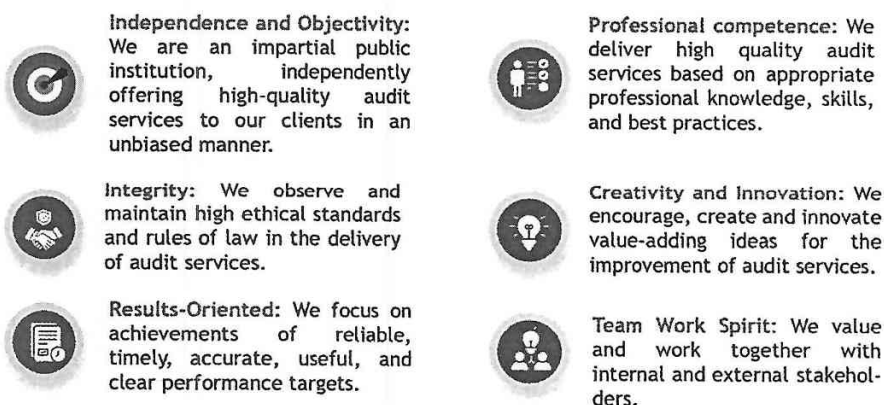 Independence and Objectivity:
We are an impartial public
institution, independently
offering high-quality audit
services to our clients in an
unbiased manner.
Integrity: We observe and
maintain high ethical standards
and rules of law in the delivery
of audit services.
Results-Oriented: We focus on
achievements of reliable,
timely, accurate, useful, and
clear performance targets.
Professional competence: We
deliver high quality audit
services based on appropriate
professional knowledge, skills,
and best practices.
Creativity and Innovation: We
encourage, create and innovate
value-adding ideas for the
improvement of audit services.
Team Work Spirit: We value
and work together with
internal and external stakehol-
ders.